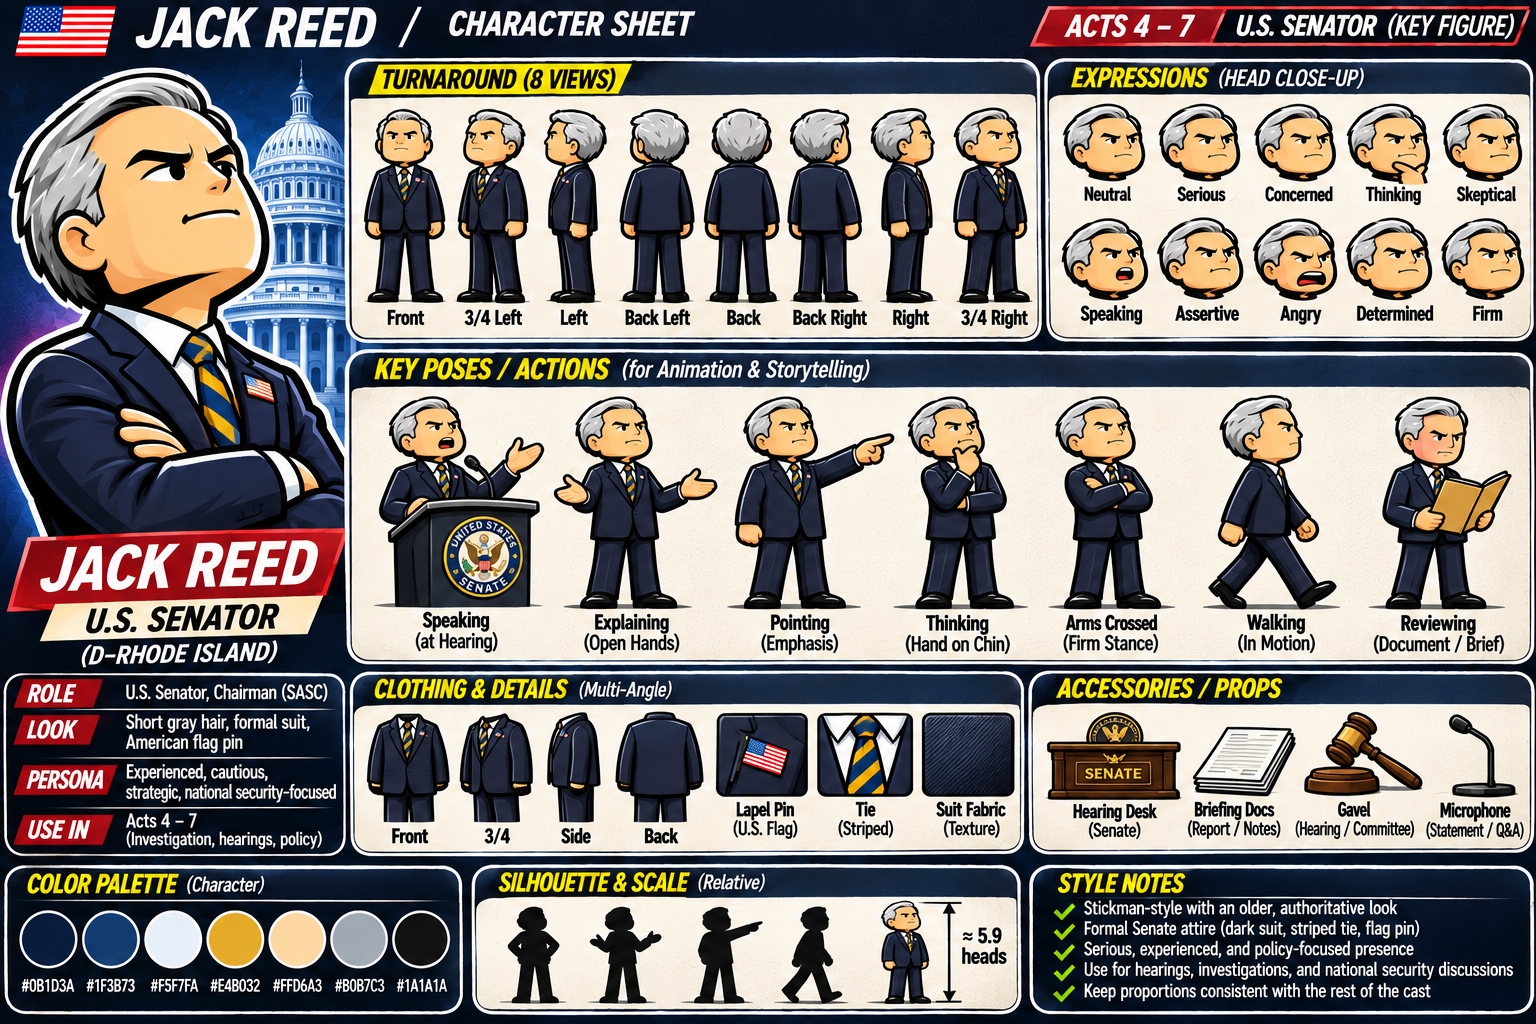 JACK REED / CHARACTER SHEET
ACTS 4 – 7
U.S. SENATOR (KEY FIGURE)
JACK REED
U.S. SENATOR
(D–RHODE ISLAND)
ROLE
U.S. Senator, Chairman (SASC)
LOOK
Short gray hair, formal suit,
American flag pin
PERSONA
Experienced, cautious,
strategic, national security-focused
USE IN
Acts 4 – 7
(Investigation, hearings, policy)
TURNAROUND (8 VIEWS)
Front
3/4 Left
Left
Back Left
Back
Back Right
Right
3/4 Right
EXPRESSIONS (HEAD CLOSE-UP)
Neutral
Serious
Concerned
Thinking
Skeptical
Speaking
Assertive
Angry
Determined
Firm
KEY POSES / ACTIONS (for Animation & Storytelling)
UNITED STATES
SENATE
Speaking
(at Hearing)
Explaining
(Open Hands)
Pointing
(Emphasis)
Thinking
(Hand on Chin)
Arms Crossed
(Firm Stance)
Walking
(In Motion)
Reviewing
(Document / Brief)
CLOTHING & DETAILS (Multi-Angle)
Front
3/4
Side
Back
Lapel Pin
(U.S. Flag)
Tie
(Striped)
Suit Fabric
(Texture)
ACCESSORIES / PROPS
SENATE
Hearing Desk
(Senate)
Briefing Docs
(Report / Notes)
Gavel
(Hearing / Committee)
Microphone
(Statement / Q&A)
COLOR PALETTE (Character)
#0B1D3A
#1F3B73
#F5F7FA
#E4B032
#FFD6A3
#B0B7C3
#1A1A1A
SILHOUETTE & SCALE (Relative)
≈ 5.9
heads
STYLE NOTES
Stickman-style with an older, authoritative look
Formal Senate attire (dark suit, striped tie, flag pin)
Serious, experienced, and policy-focused presence
Use for hearings, investigations, and national security discussions
Keep proportions consistent with the rest of the cast